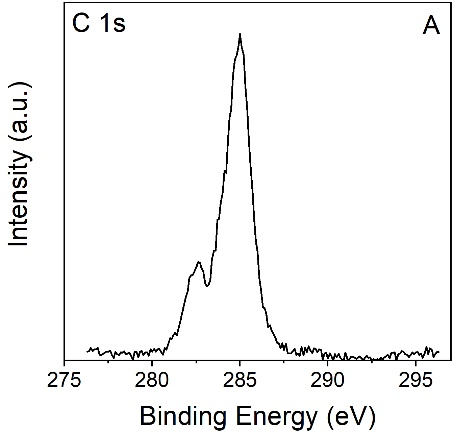 C 1s
A
Intensity (a.u.)
275 280 285 290 295
Binding Energy (eV)